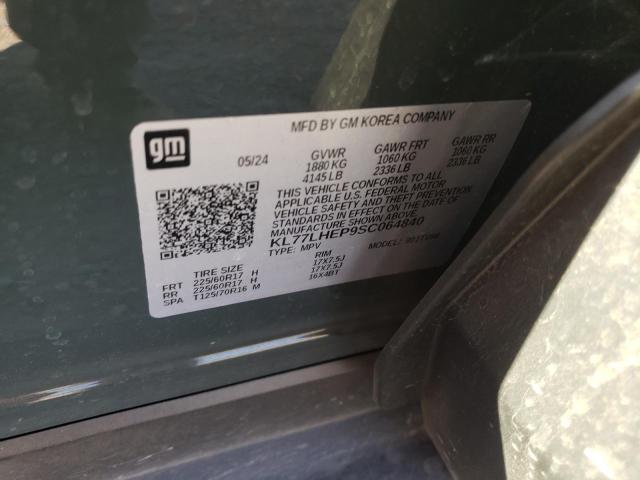 gm
MFD BY GM KOREA COMPANY
05/24
GVWR GAWR FRT GAWR RR
1880 KG 1060 KG 1060 KG
4145 LB 2336 LB 2336 LB
THIS VEHICLE CONFORMS TO ALL
APPLICABLE U.S. FEDERAL MOTOR
VEHICLE SAFETY AND THEFT PREVENTION
STANDARDS IN EFFECT ON THE DATE OF
MANUFACTURE SHOWN ABOVE.
KL77LHEP9SC064840
TYPE: MPV MODEL:
TIRE SIZE RIM
FRT 225/60R17 H 17X7.5J
RR 225/60R17 H 17X7.5J
SPA T125/70R16 M 16X4BT